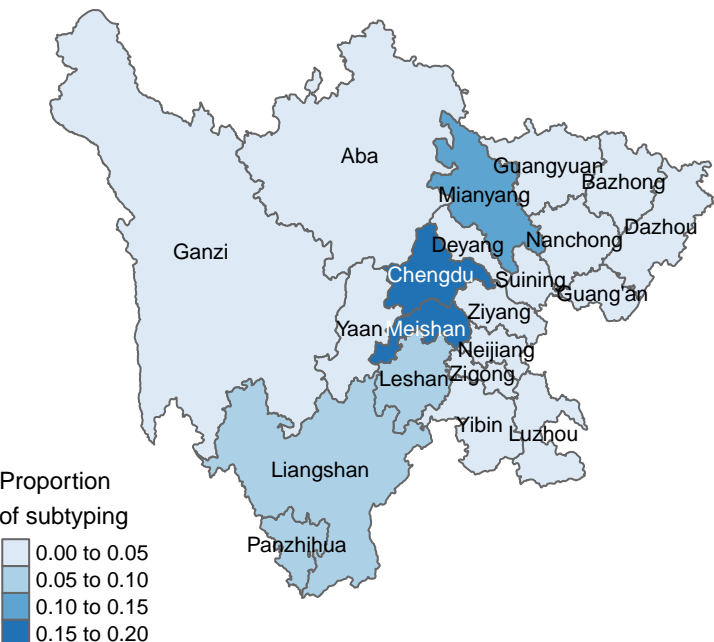 Aba
Guangyuan
Bazhong
Mianyang
Dazhou
Nanchong
Ganzi
Deyang
Chengdu
Suining
Guang'an
Ziyang
Yaan
Meishan
Neijiang
Leshan
Zigong
Yibin
Luzhou
Liangshan
Panzhihua
Proportion
of subtyping
0.00 to 0.05
0.05 to 0.10
0.10 to 0.15
0.15 to 0.20